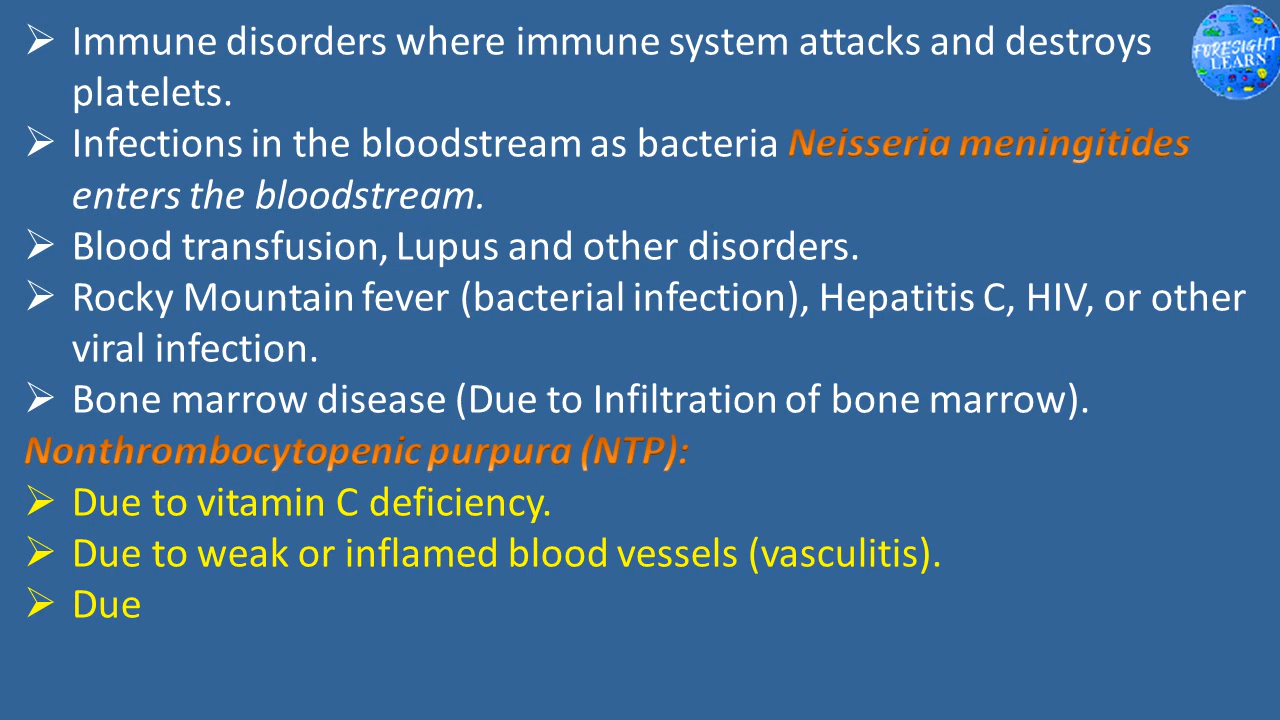 ➢ Immune disorders where immune system attacks and destroys
platelets.
➢ Infections in the bloodstream as bacteria Neisseria meningitides
enters the bloodstream.
➢ Blood transfusion, Lupus and other disorders.
➢ Rocky Mountain fever (bacterial infection), Hepatitis C, HIV, or other
viral infection.
➢ Bone marrow disease (Due to Infiltration of bone marrow).
Nonthrombocytopenic purpura (NTP):
➢ Due to vitamin C deficiency.
➢ Due to weak or inflamed blood vessels (vasculitis).
➢ Due
FORESIGHT
LEARN